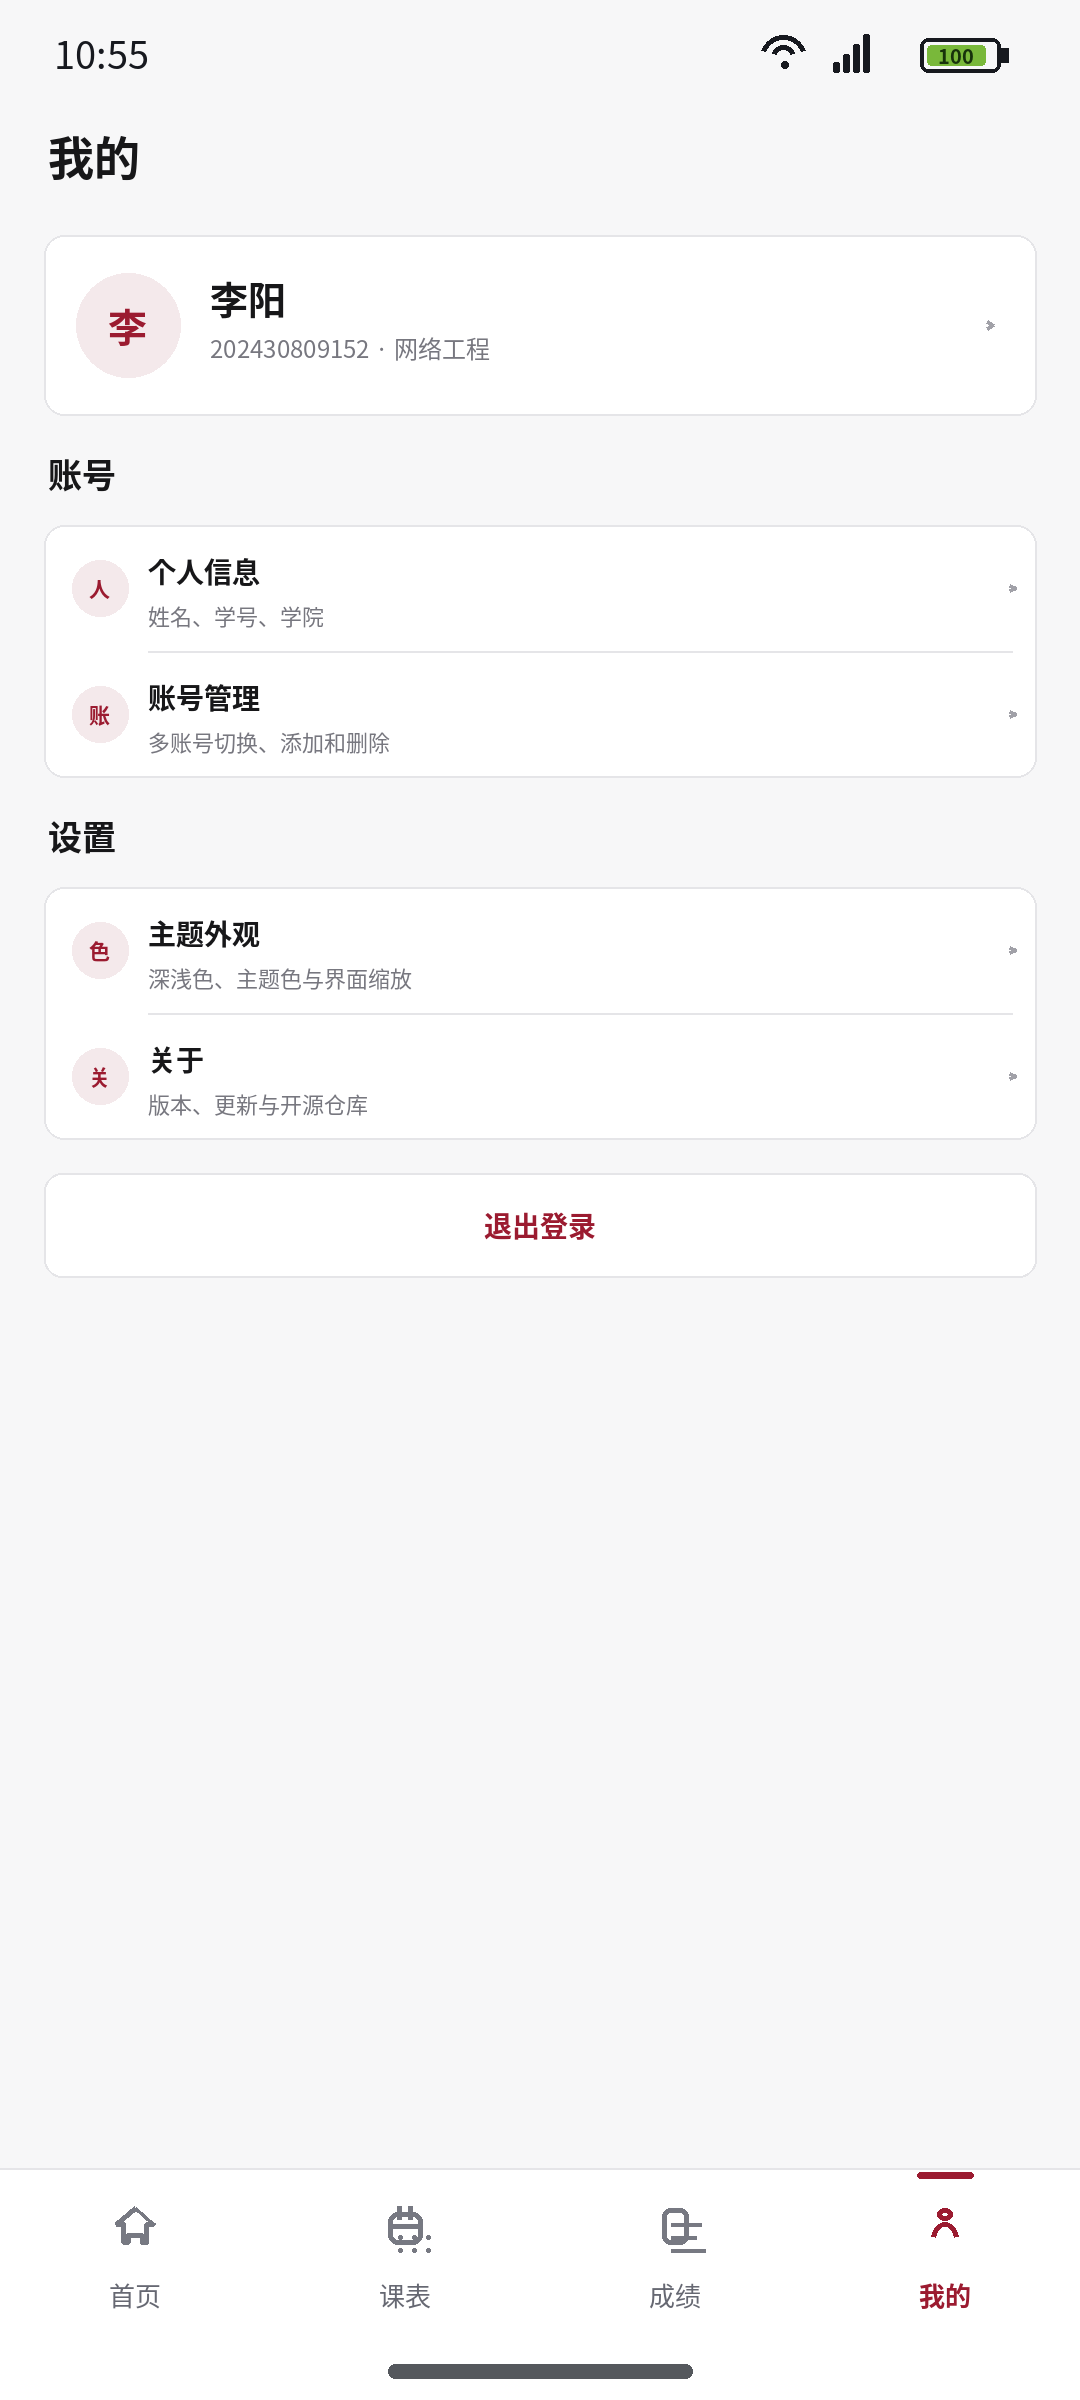 10:55
100
我的
李
李阳
202430809152 · 网络工程
账号
人
个人信息
姓名、学号、学院
账
账号管理
多账号切换、添加和删除
设置
色
主题外观
深浅色、主题色与界面缩放
关
关于
版本、更新与开源仓库
退出登录
首页
课表
成绩
我的